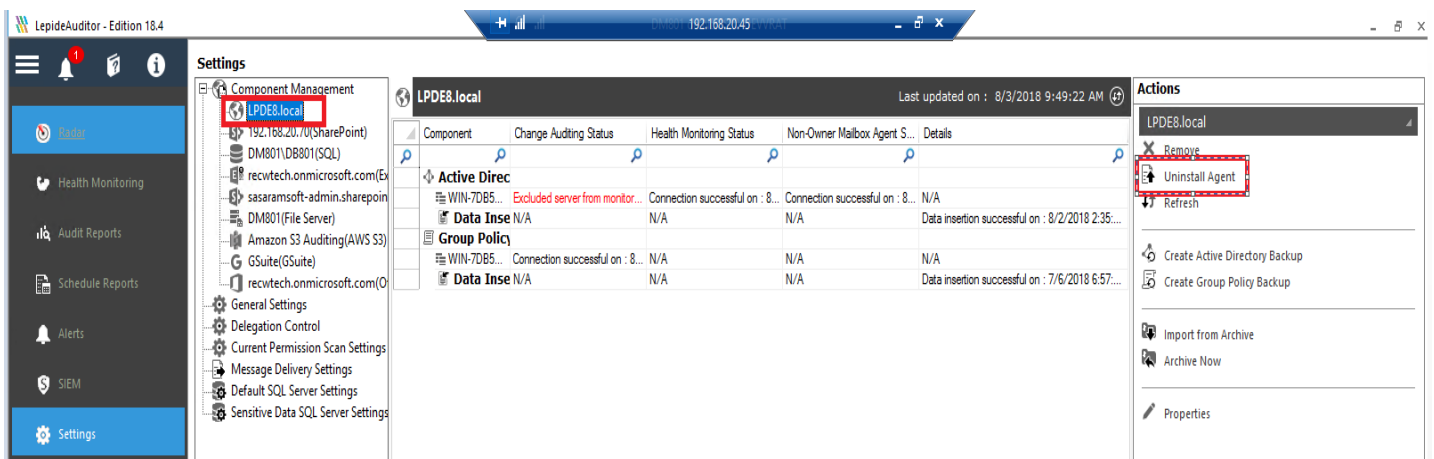 LepideAuditor - Edition 18.4
192.168.20.45
1
Radar
Health Monitoring
Audit Reports
Schedule Reports
Alerts
SIEM
Settings
Settings
Component Management
LPDE8.local
192.168.20.70(SharePoint)
DM801\DB801(SQL)
recwtech.onmicrosoft.com(Ex
sasaramsoft-admin.sharepoin
DM801(File Server)
Amazon S3 Auditing(AWS S3)
GSuite(GSuite)
recwtech.onmicrosoft.com(O
General Settings
Delegation Control
Current Permission Scan Settings
Message Delivery Settings
Default SQL Server Settings
Sensitive Data SQL Server Settings
LPDE8.local Last updated on : 8/3/2018 9:49:22 AM
Component Change Auditing Status Health Monitoring Status Non-Owner Mailbox Agent S... Details
Active Direc
WIN-7DB5... Excluded server from monitor... Connection successful on : 8... Connection successful on : 8... N/A
Data Inse N/A N/A N/A Data insertion successful on : 8/2/2018 2:35:...
Group Policy
WIN-7DB5... Connection successful on : 8... N/A N/A N/A
Data Inse N/A N/A N/A Data insertion successful on : 7/6/2018 6:57:...
Actions
LPDE8.local
Remove
Uninstall Agent
Refresh
Create Active Directory Backup
Create Group Policy Backup
Import from Archive
Archive Now
Properties